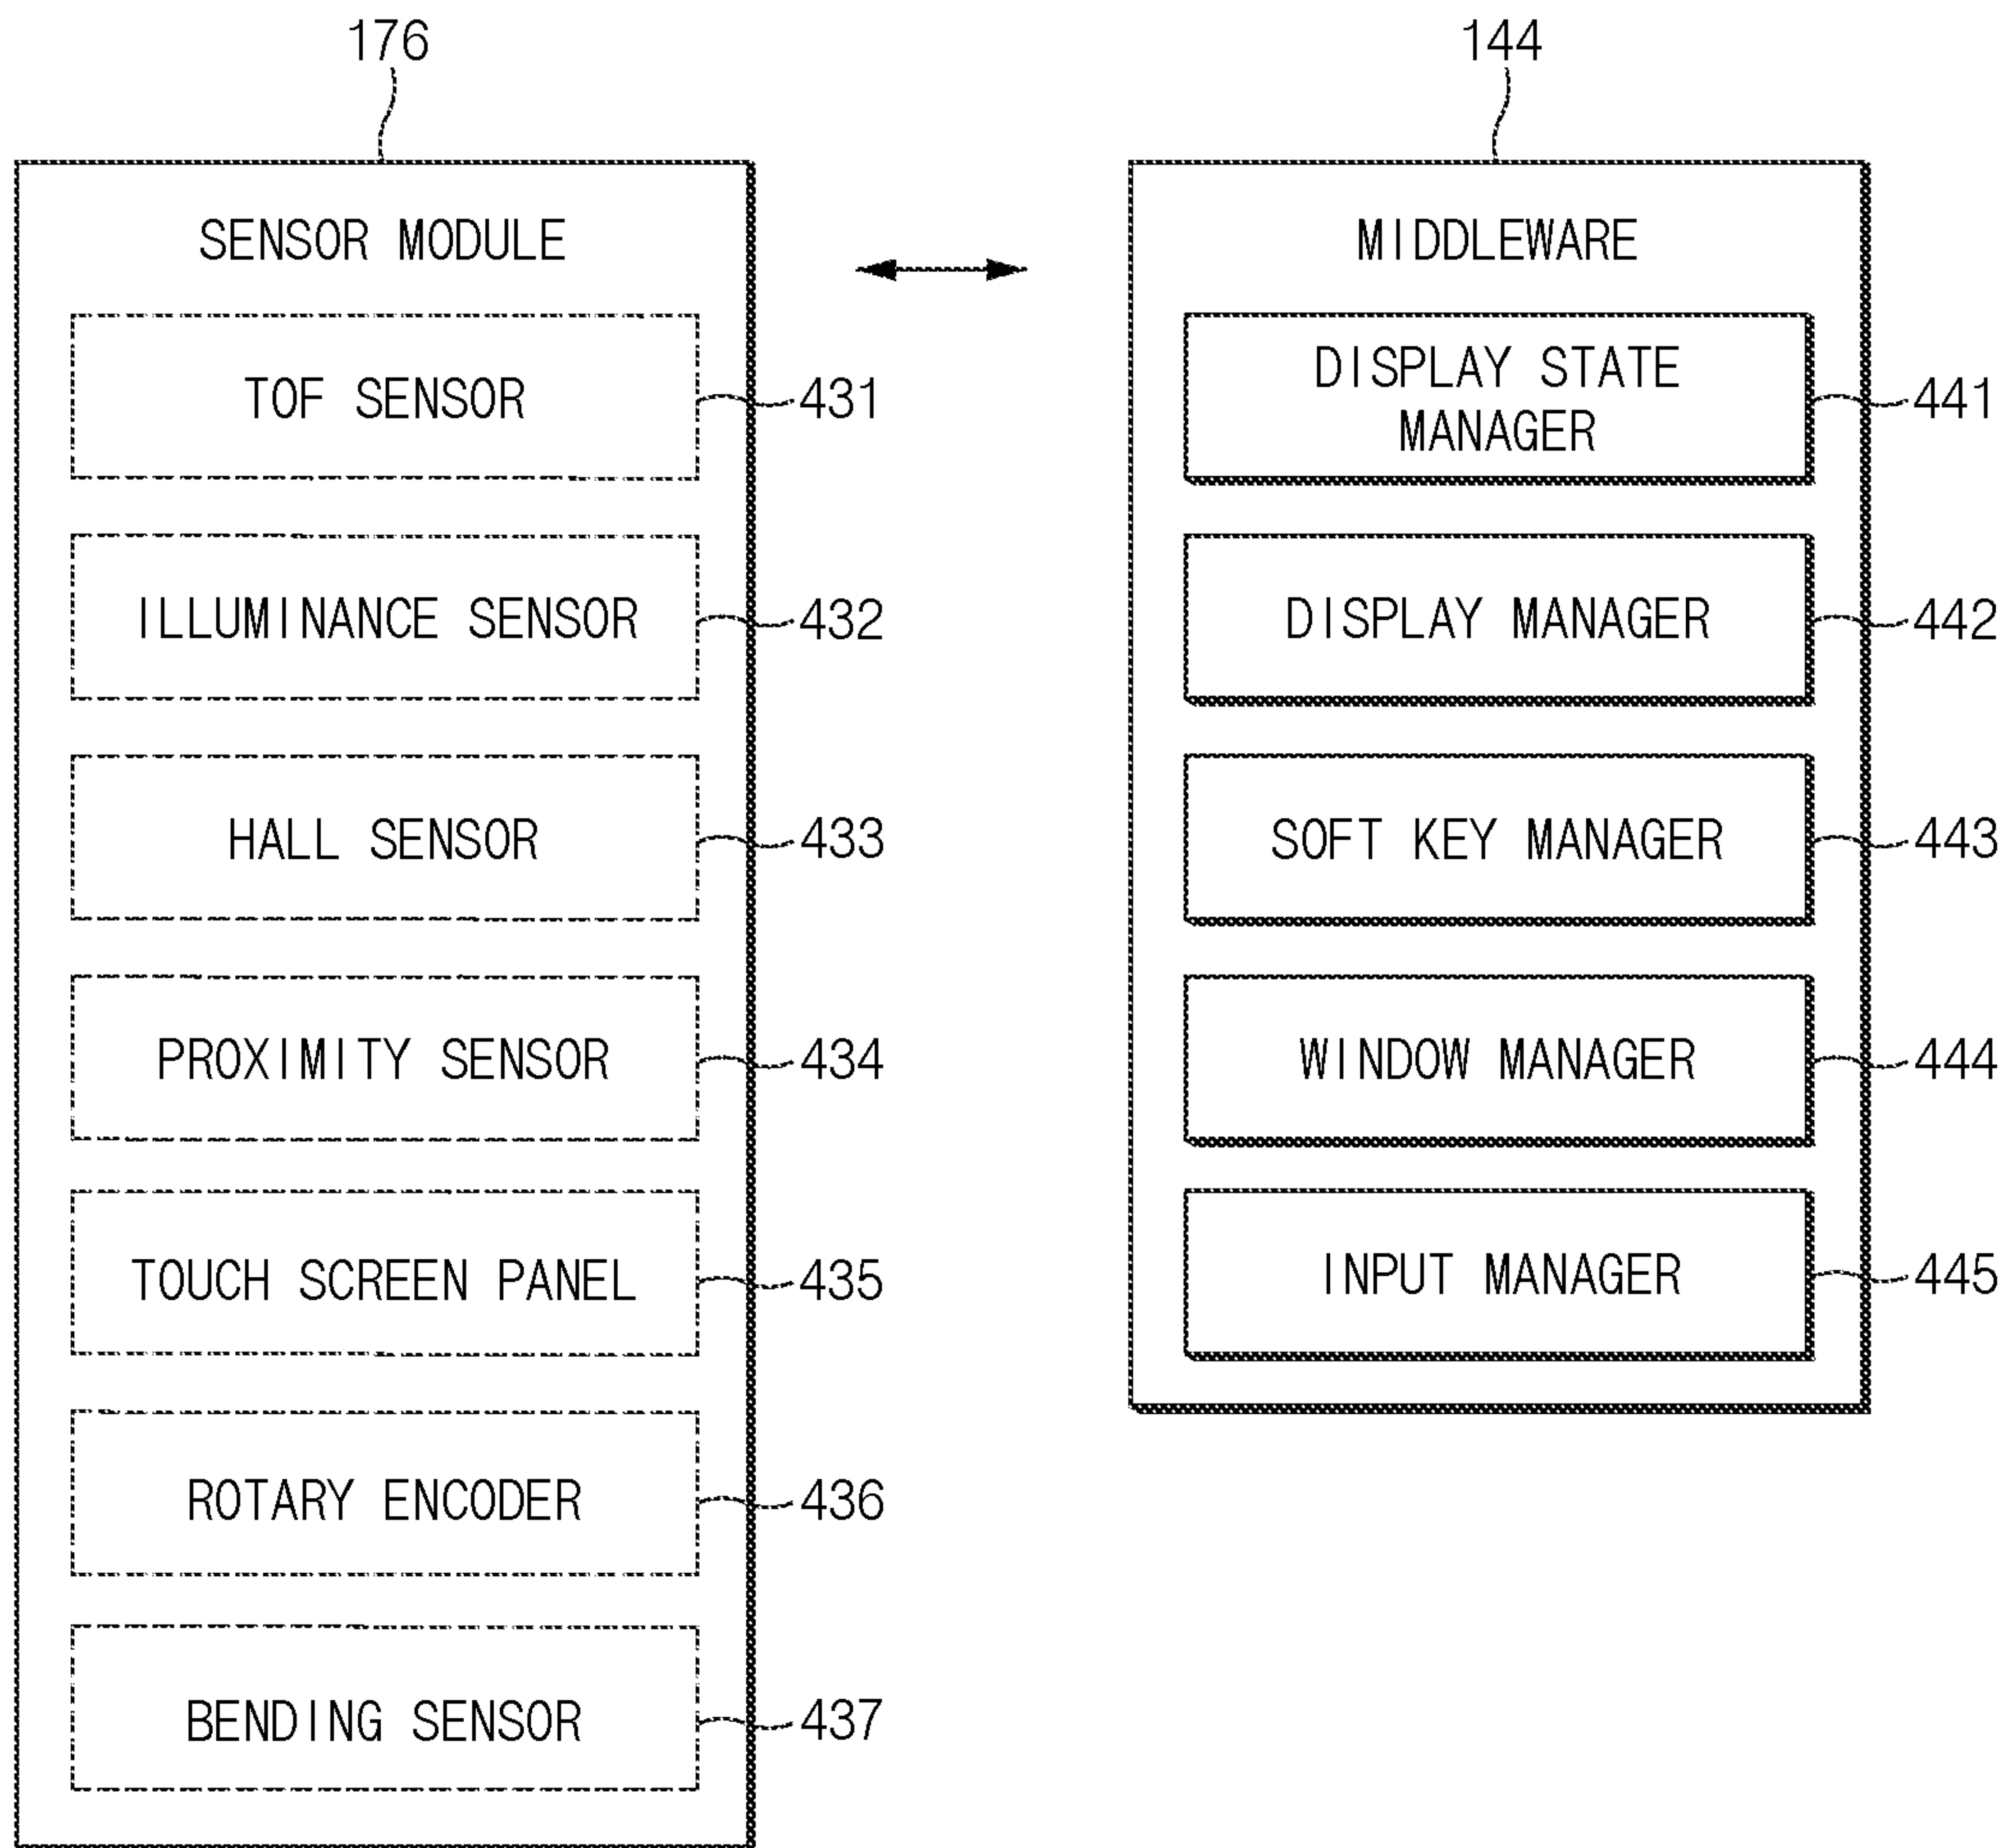 176
SENSOR MODULE
TOF SENSOR
431
ILLUMINANCE SENSOR
432
HALL SENSOR
433
PROXIMITY SENSOR
434
TOUCH SCREEN PANEL
435
ROTARY ENCODER
436
BENDING SENSOR
437
144
MIDDLEWARE
DISPLAY STATE
MANAGER
441
DISPLAY MANAGER
442
SOFT KEY MANAGER
443
WINDOW MANAGER
444
INPUT MANAGER
445